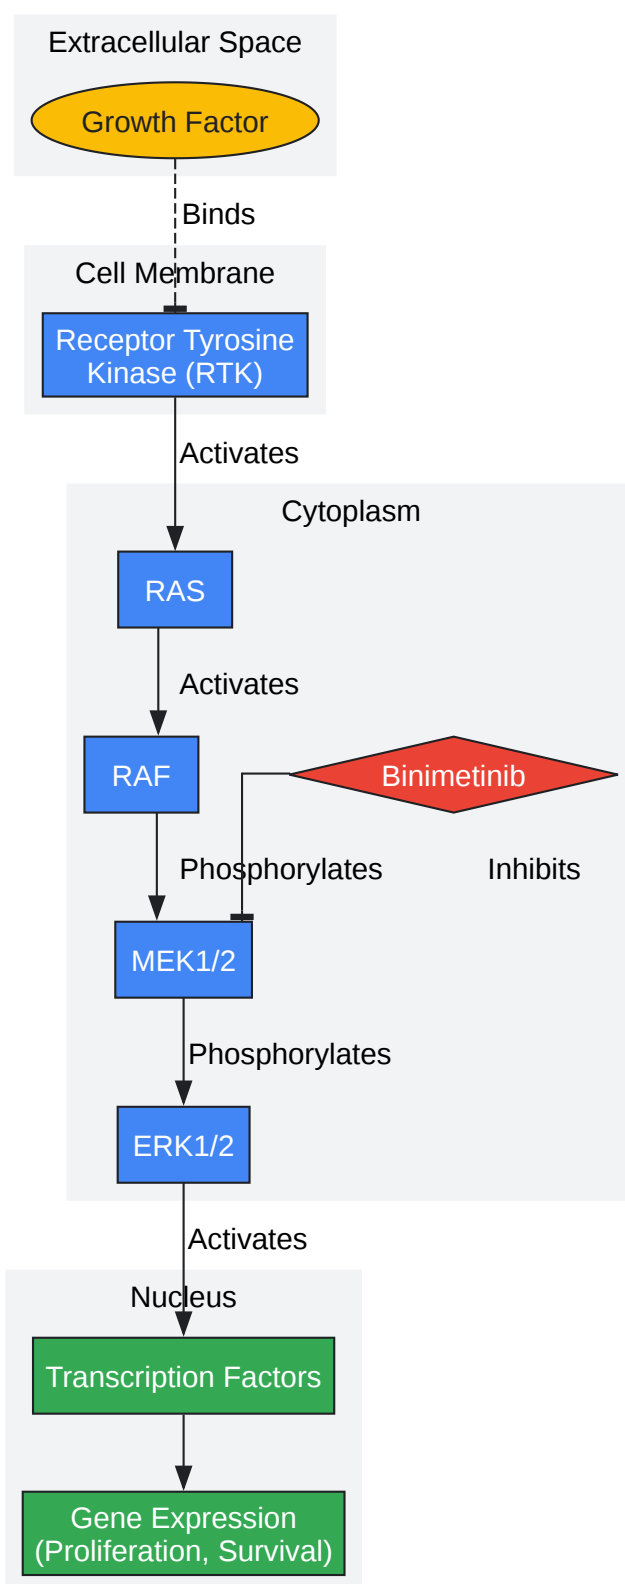 Extracellular Space
Growth Factor
Binds
Cell Membrane
Receptor Tyrosine
Kinase (RTK)
Activates
Cytoplasm
RAS
Activates
RAF
Binimetinib
Phosphorylates
Inhibits
MEK1/2
Phosphorylates
ERK1/2
Activates
Nucleus
Transcription Factors
Gene Expression
(Proliferation, Survival)